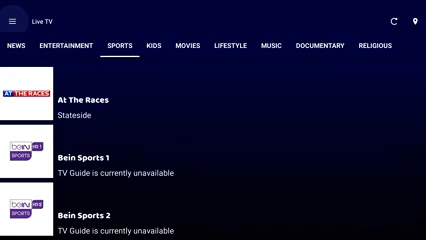 Live TV
NEWS ENTERTAINMENT SPORTS KIDS MOVIES LIFESTYLE MUSIC DOCUMENTARY RELIGIOUS
AT THE RACES
At The Races
Stateside
beIN HD1
SPORTS
Bein Sports 1
TV Guide is currently unavailable
beIN HD2
SPORTS
Bein Sports 2
TV Guide is currently unavailable